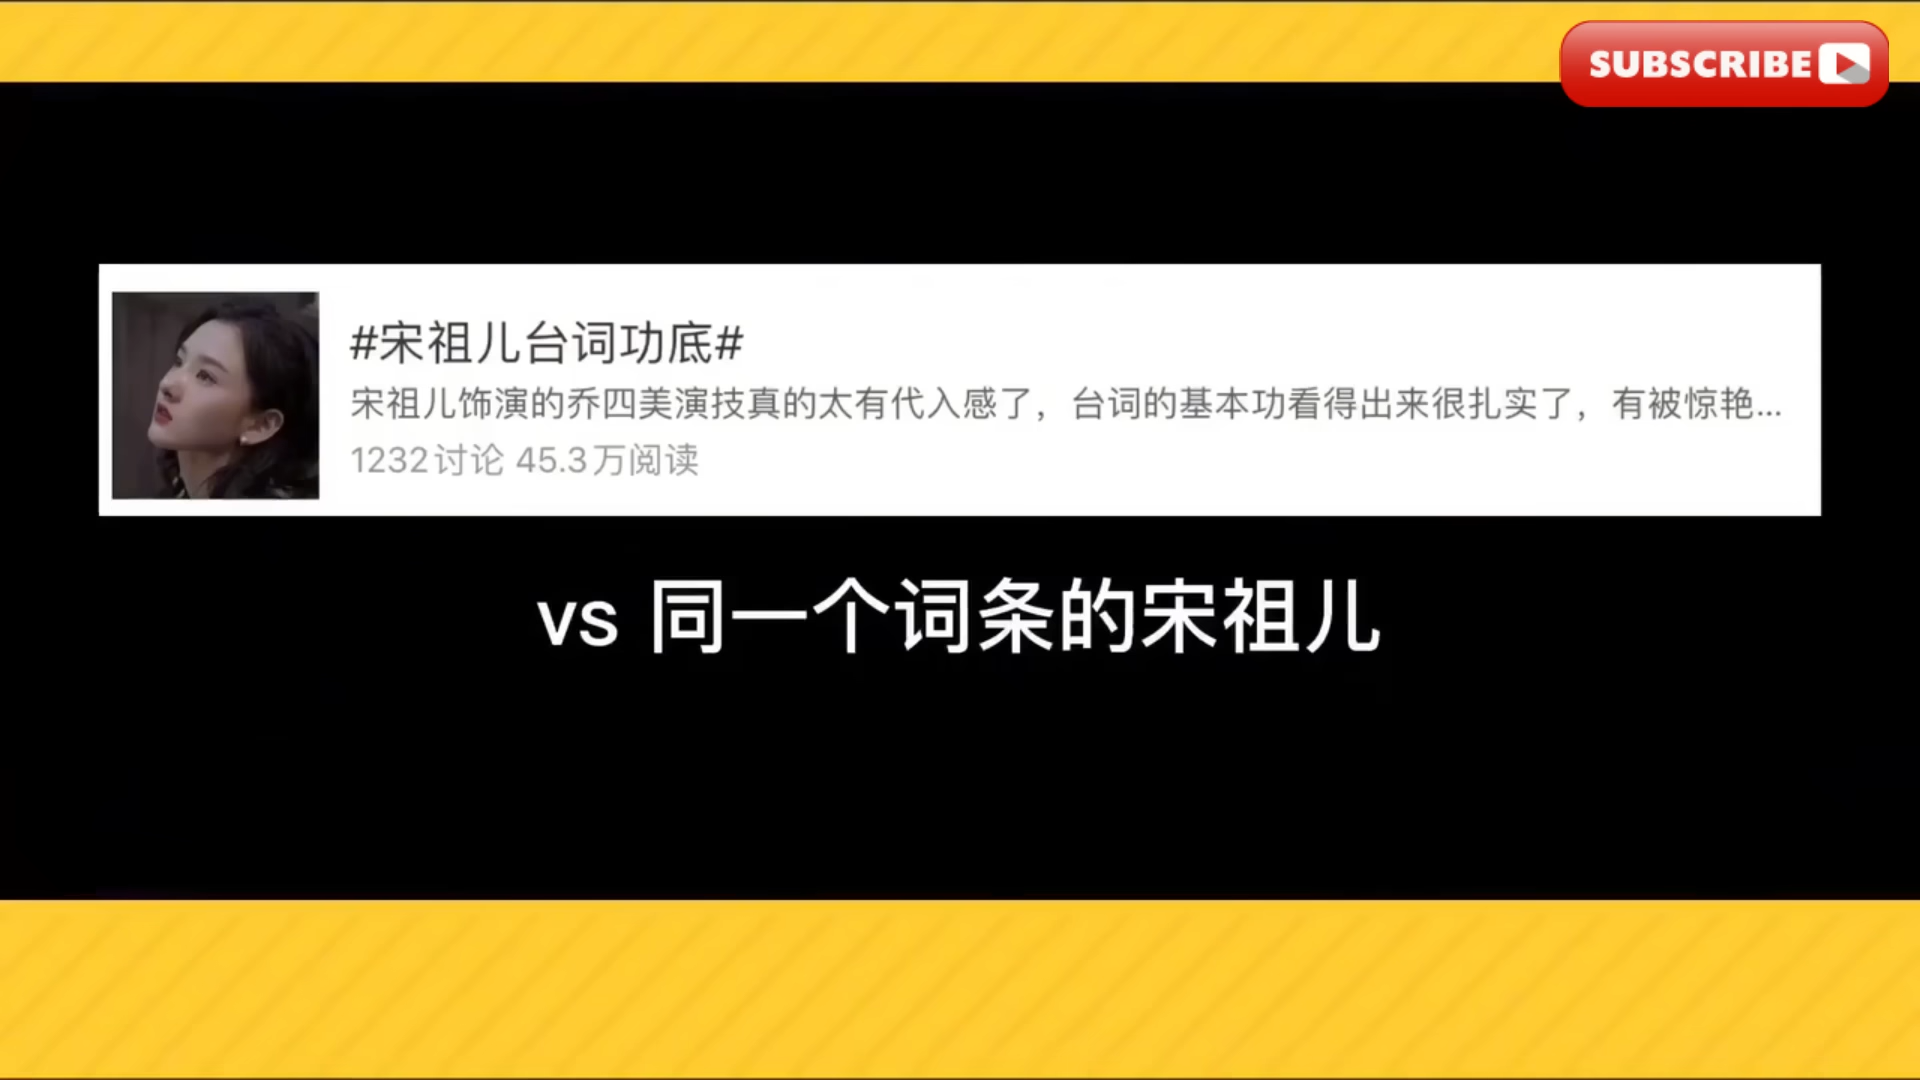 SUBSCRIBE
#宋祖儿台词功底#
宋祖儿饰演的乔四美演技真的太有代入感了，台词的基本功看得出来很扎实了，有被惊艳...
1232讨论 45.3万阅读
vs 同一个词条的宋祖儿